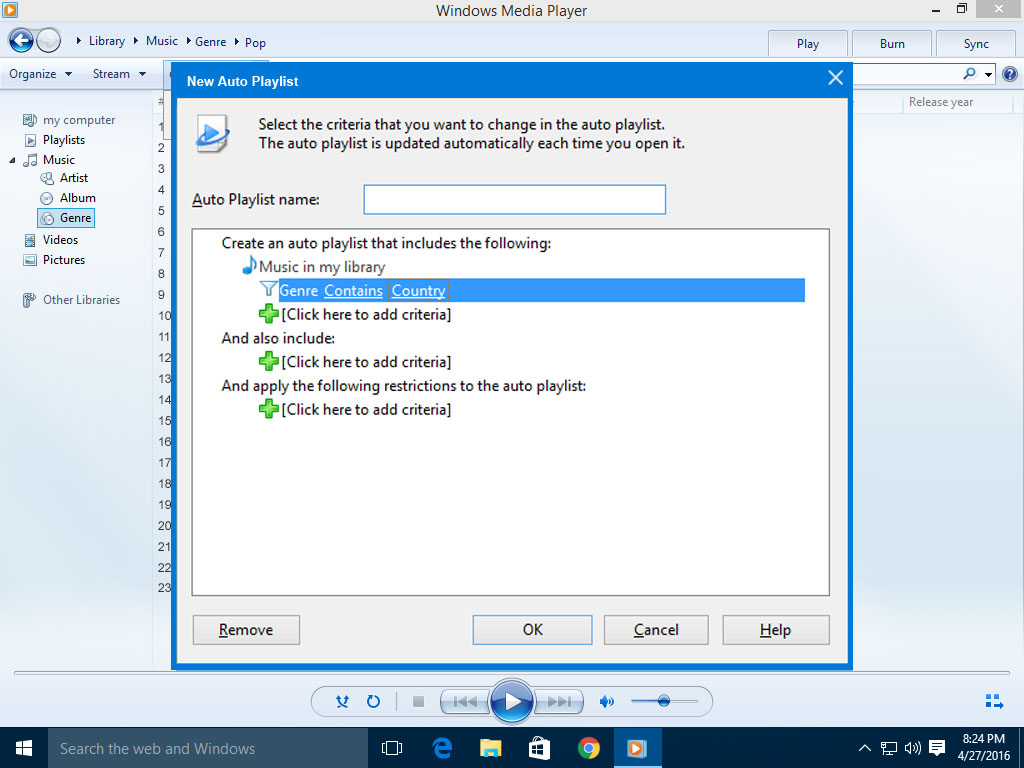 Windows Media Player
Library Music Genre Pop
Play Burn Sync
Organize Stream
New Auto Playlist
Release year
Select the criteria that you want to change in the auto playlist.
The auto playlist is updated automatically each time you open it.
my computer
Playlists
Music
Artist
Album
Genre
Videos
Pictures
Other Libraries
#
1
2
3
4
5
6
7
8
9
10
11
12
13
14
15
16
17
18
19
20
21
22
23
Auto Playlist name:
Create an auto playlist that includes the following:
Music in my library
Genre Contains Country
[Click here to add criteria]
And also include:
[Click here to add criteria]
And apply the following restrictions to the auto playlist:
[Click here to add criteria]
Remove OK Cancel Help
Search the web and Windows
8:24 PM
4/27/2016